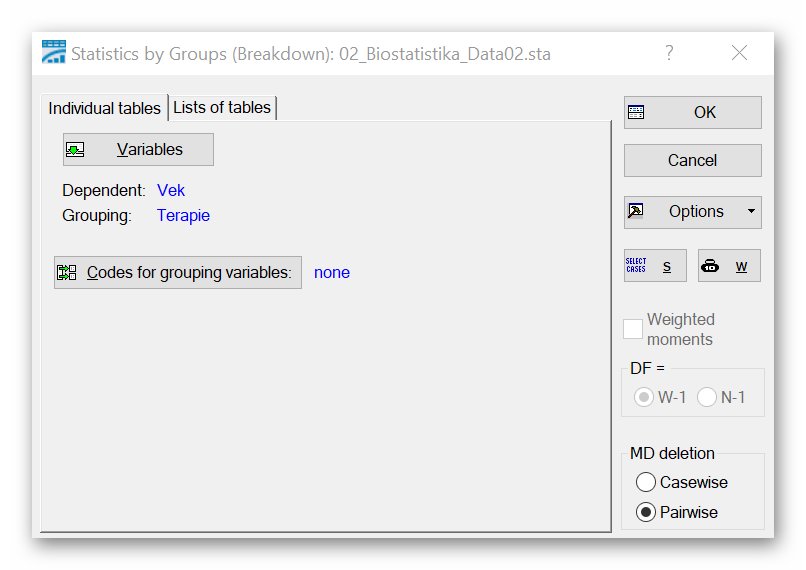 Statistics by Groups (Breakdown): 02_Biostatistika_Data02.sta
?
Individual tables
Lists of tables
Variables
Dependent: Vek
Grouping: Terapie
Codes for grouping variables: none
OK
Cancel
Options
SELECT CASES S
W
Weighted
moments
DF =
W-1 N-1
MD deletion
Casewise
Pairwise